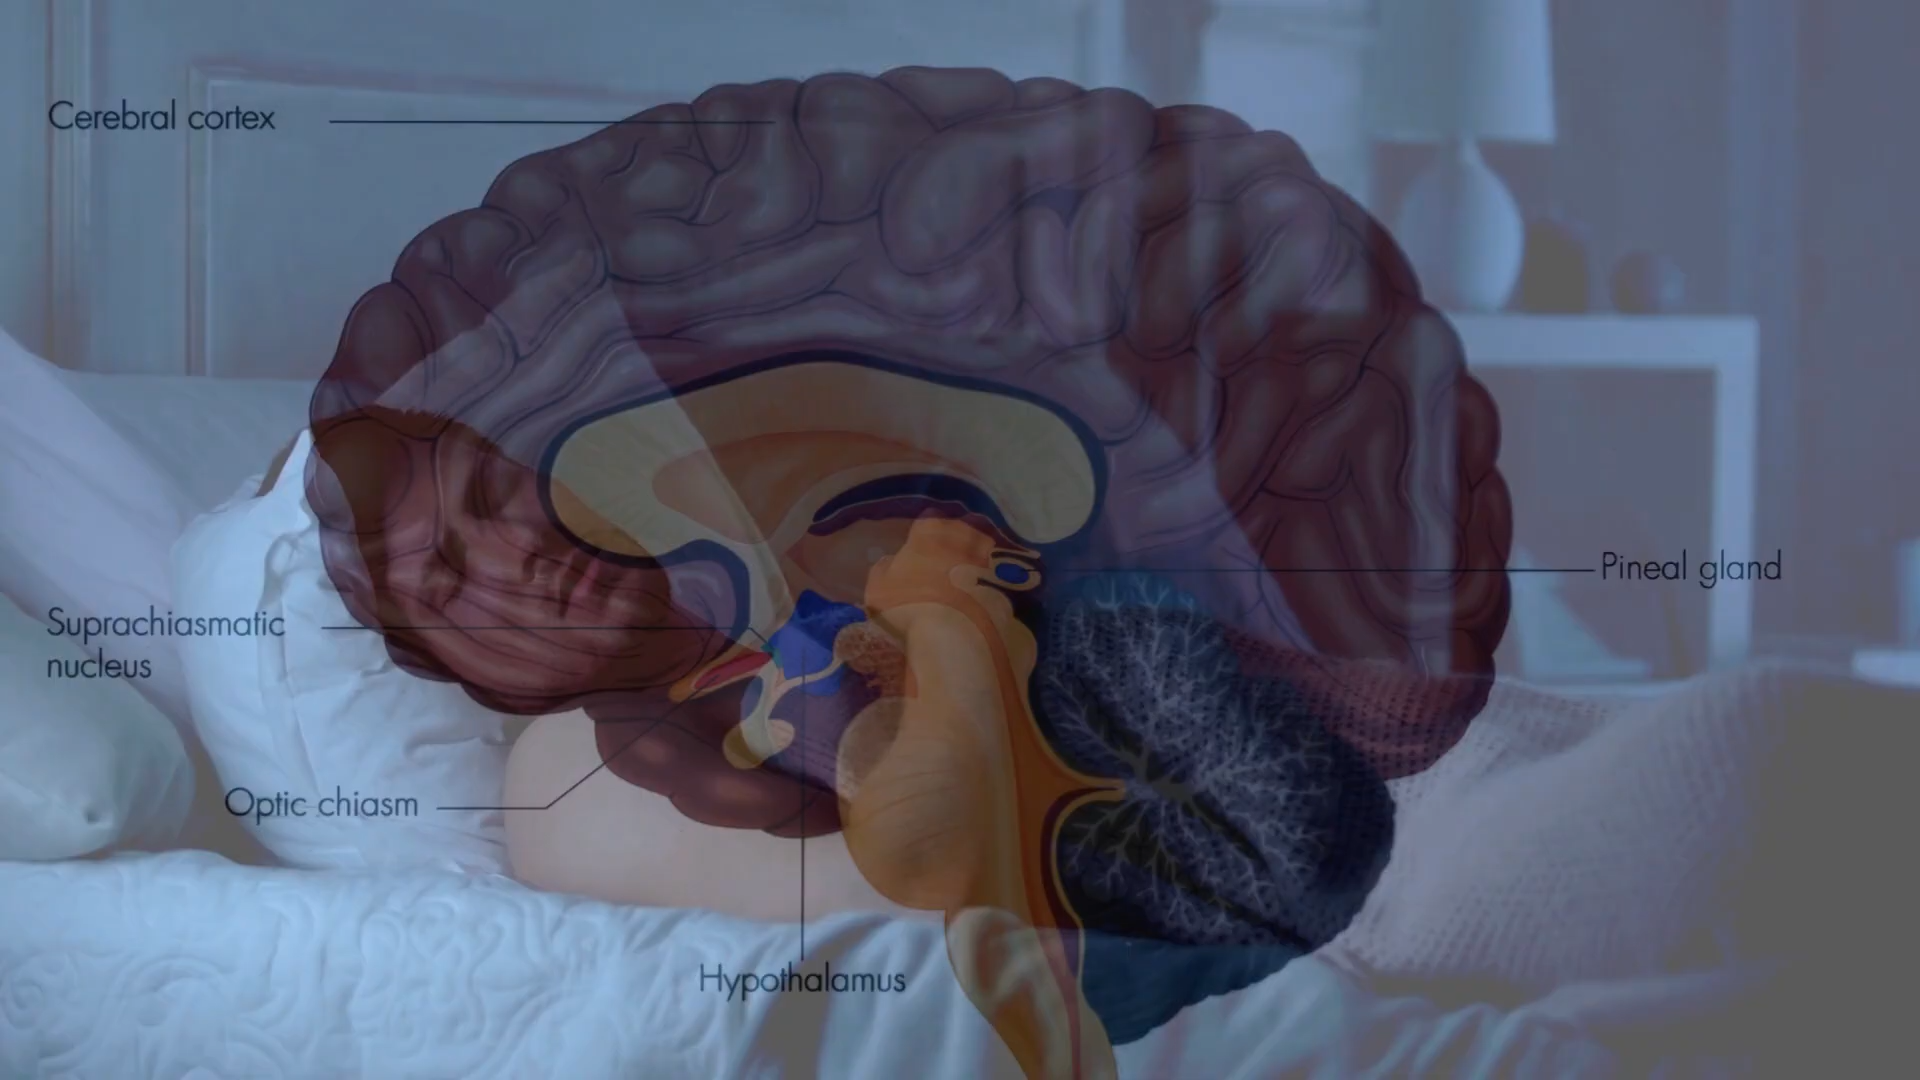 Cerebral cortex
Pineal gland
Suprachiasmatic
nucleus
Optic chiasm
Hypothalamus